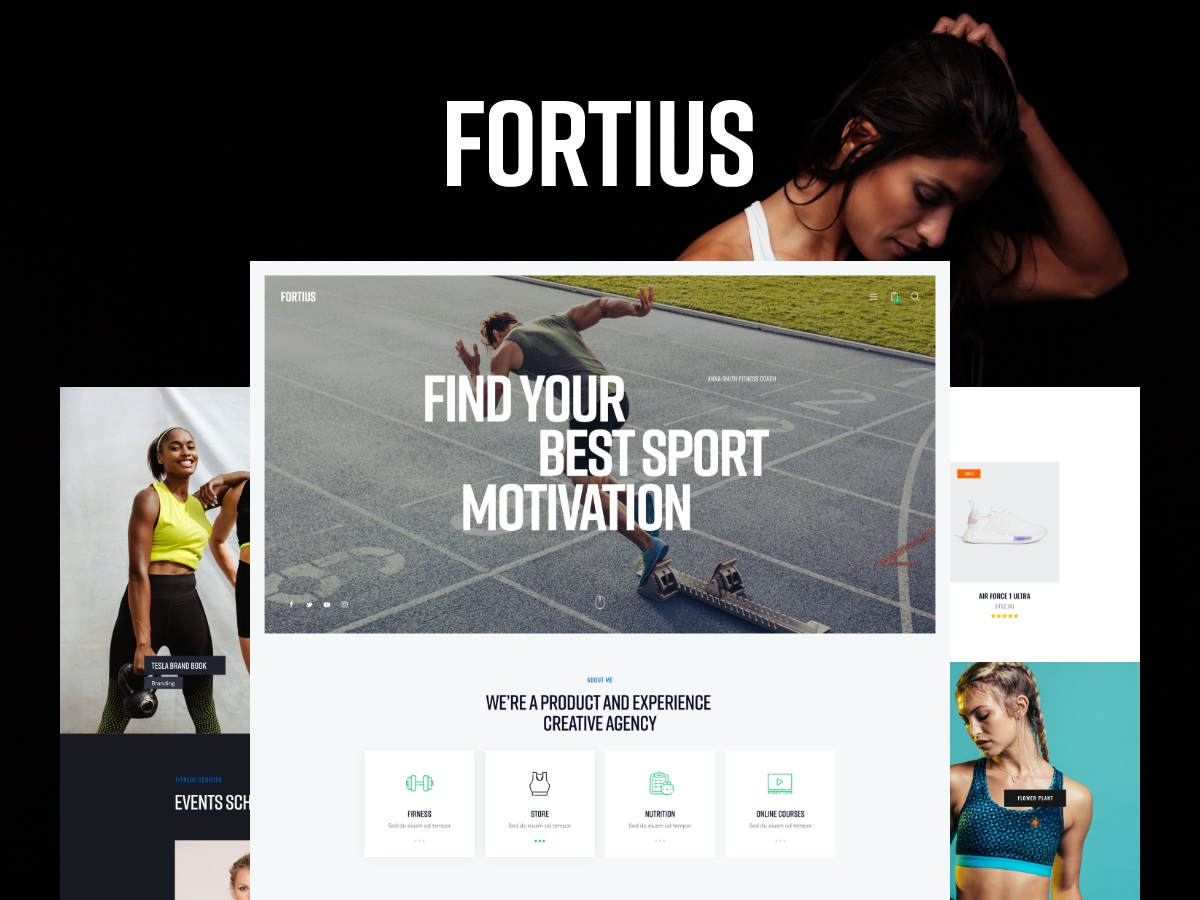 FORTIUS
FORTIUS
ANNA SMITH FITNESS COACH
FIND YOUR
BEST SPORT
MOTIVATION
2
SALE!
AIR FORCE 1 ULTRA
TESLA BRAND BOOK
Branding
ABOUT ME
WE'RE A PRODUCT AND EXPERIENCE
CREATIVE AGENCY
FITNESS COURSES
EVENTS SCH
FLOWER PLANT
FIRNESS
Sed do eiusm od tempor
STORE
Sed do eiusm od tempor
NUTRITION
Sed do eiusm od tempor
ONLINE COURSES
Sed do eiusm od tempor